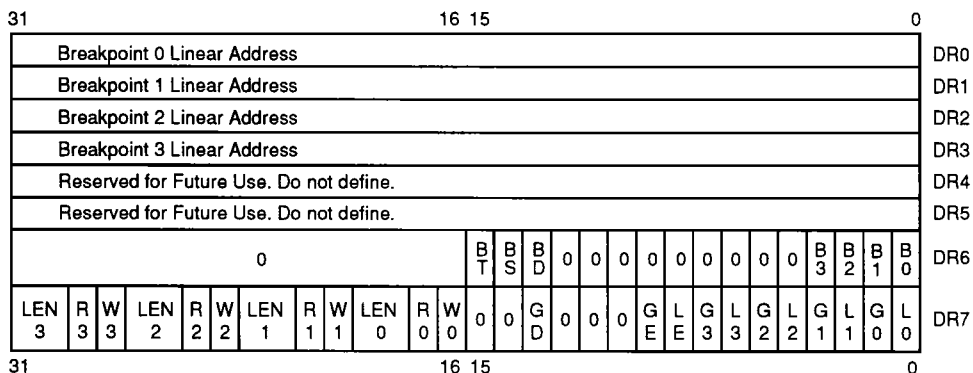 31 16 15 0
Breakpoint 0 Linear Address DR0
Breakpoint 1 Linear Address DR1
Breakpoint 2 Linear Address DR2
Breakpoint 3 Linear Address DR3
Reserved for Future Use. Do not define. DR4
Reserved for Future Use. Do not define. DR5
0 BT BS BD 0 0 0 0 0 0 0 0 0 B3 B2 B1 B0 DR6
LEN 3 R3 W3 LEN 2 R2 W2 LEN 1 R1 W1 LEN 0 R0 W0 0 0 GD 0 0 0 GE LE G3 L3 G2 L2 G1 L1 G0 L0 DR7
31 16 15 0